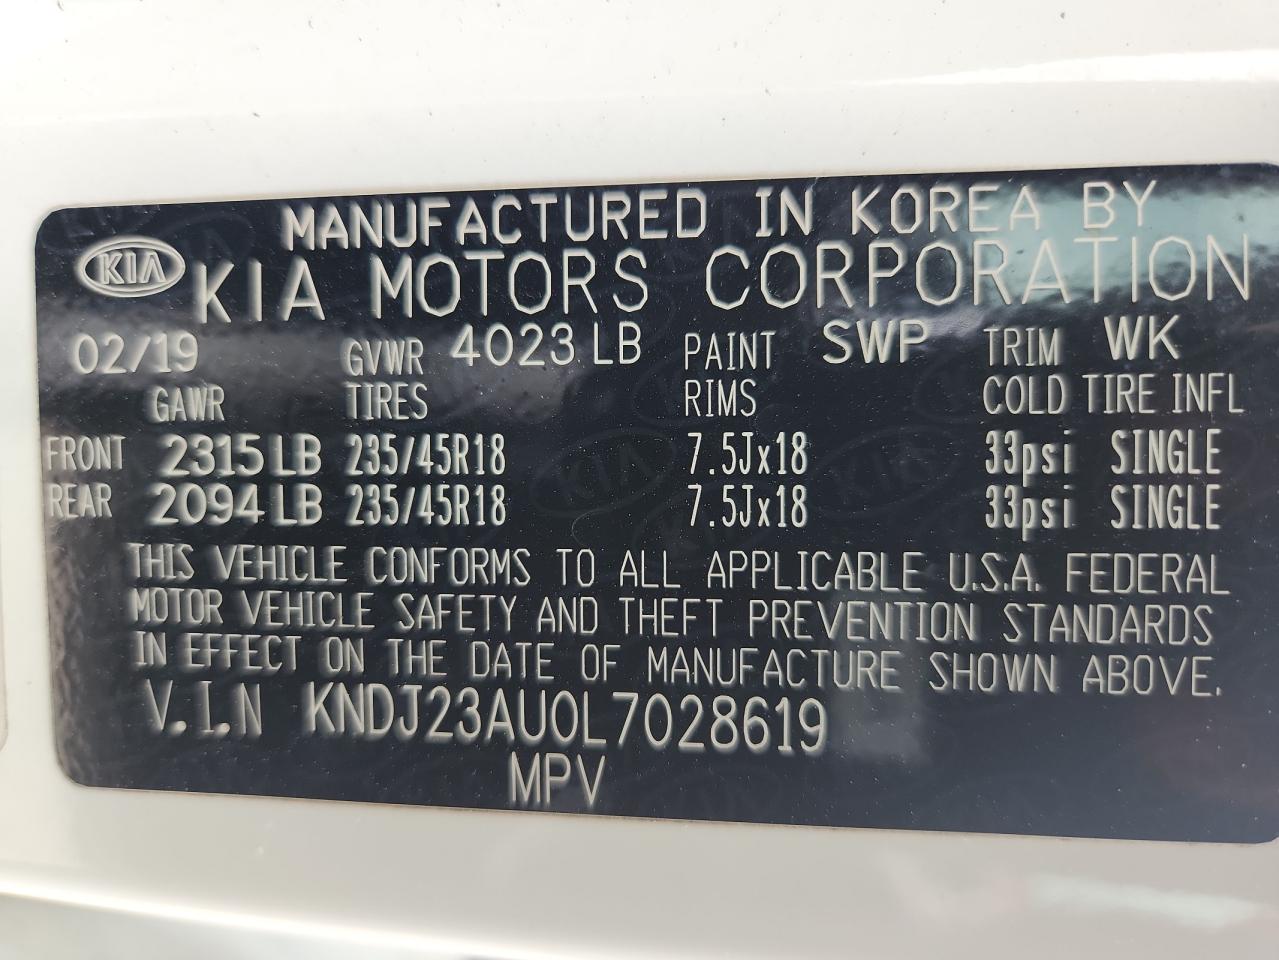 MANUFACTURED IN KOREA BY
KIA KIA MOTORS CORPORATION
02/19 GVWR 4023 LB PAINT SWP TRIM WK
GAWR TIRES RIMS COLD TIRE INFL
FRONT 2315 LB 235/45R18 7.5Jx18 33psi SINGLE
REAR 2094 LB 235/45R18 7.5Jx18 33psi SINGLE
THIS VEHICLE CONFORMS TO ALL APPLICABLE U.S.A. FEDERAL
MOTOR VEHICLE SAFETY AND THEFT PREVENTION STANDARDS
IN EFFECT ON THE DATE OF MANUFACTURE SHOWN ABOVE.
V.I.N KNDJ23AU0L7028619
MPV